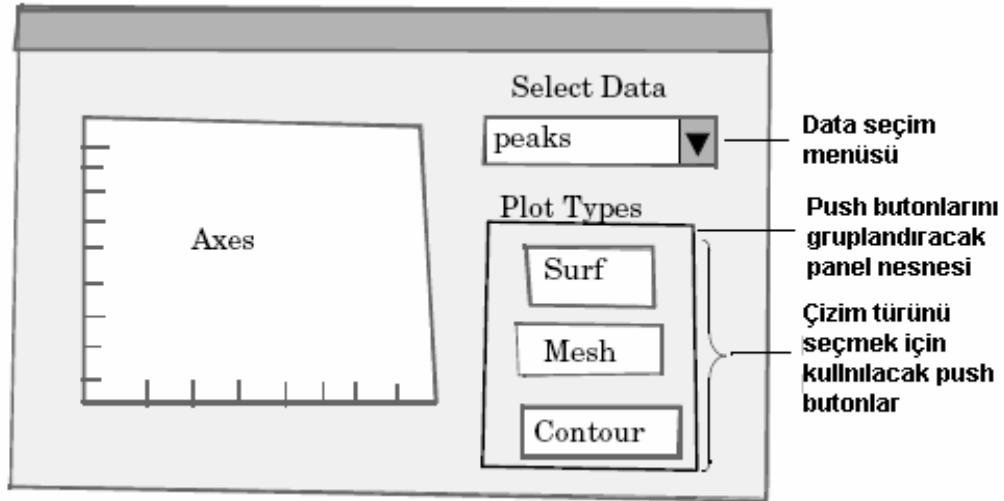 Select Data
peaks
Data seçim
menüsü
Plot Types
Push butonlarını
gruplandıracak
panel nesnesi
Axes
Surf
Mesh
Contour
Çizim türünü
seçmek için
kullnılacak push
butonlar